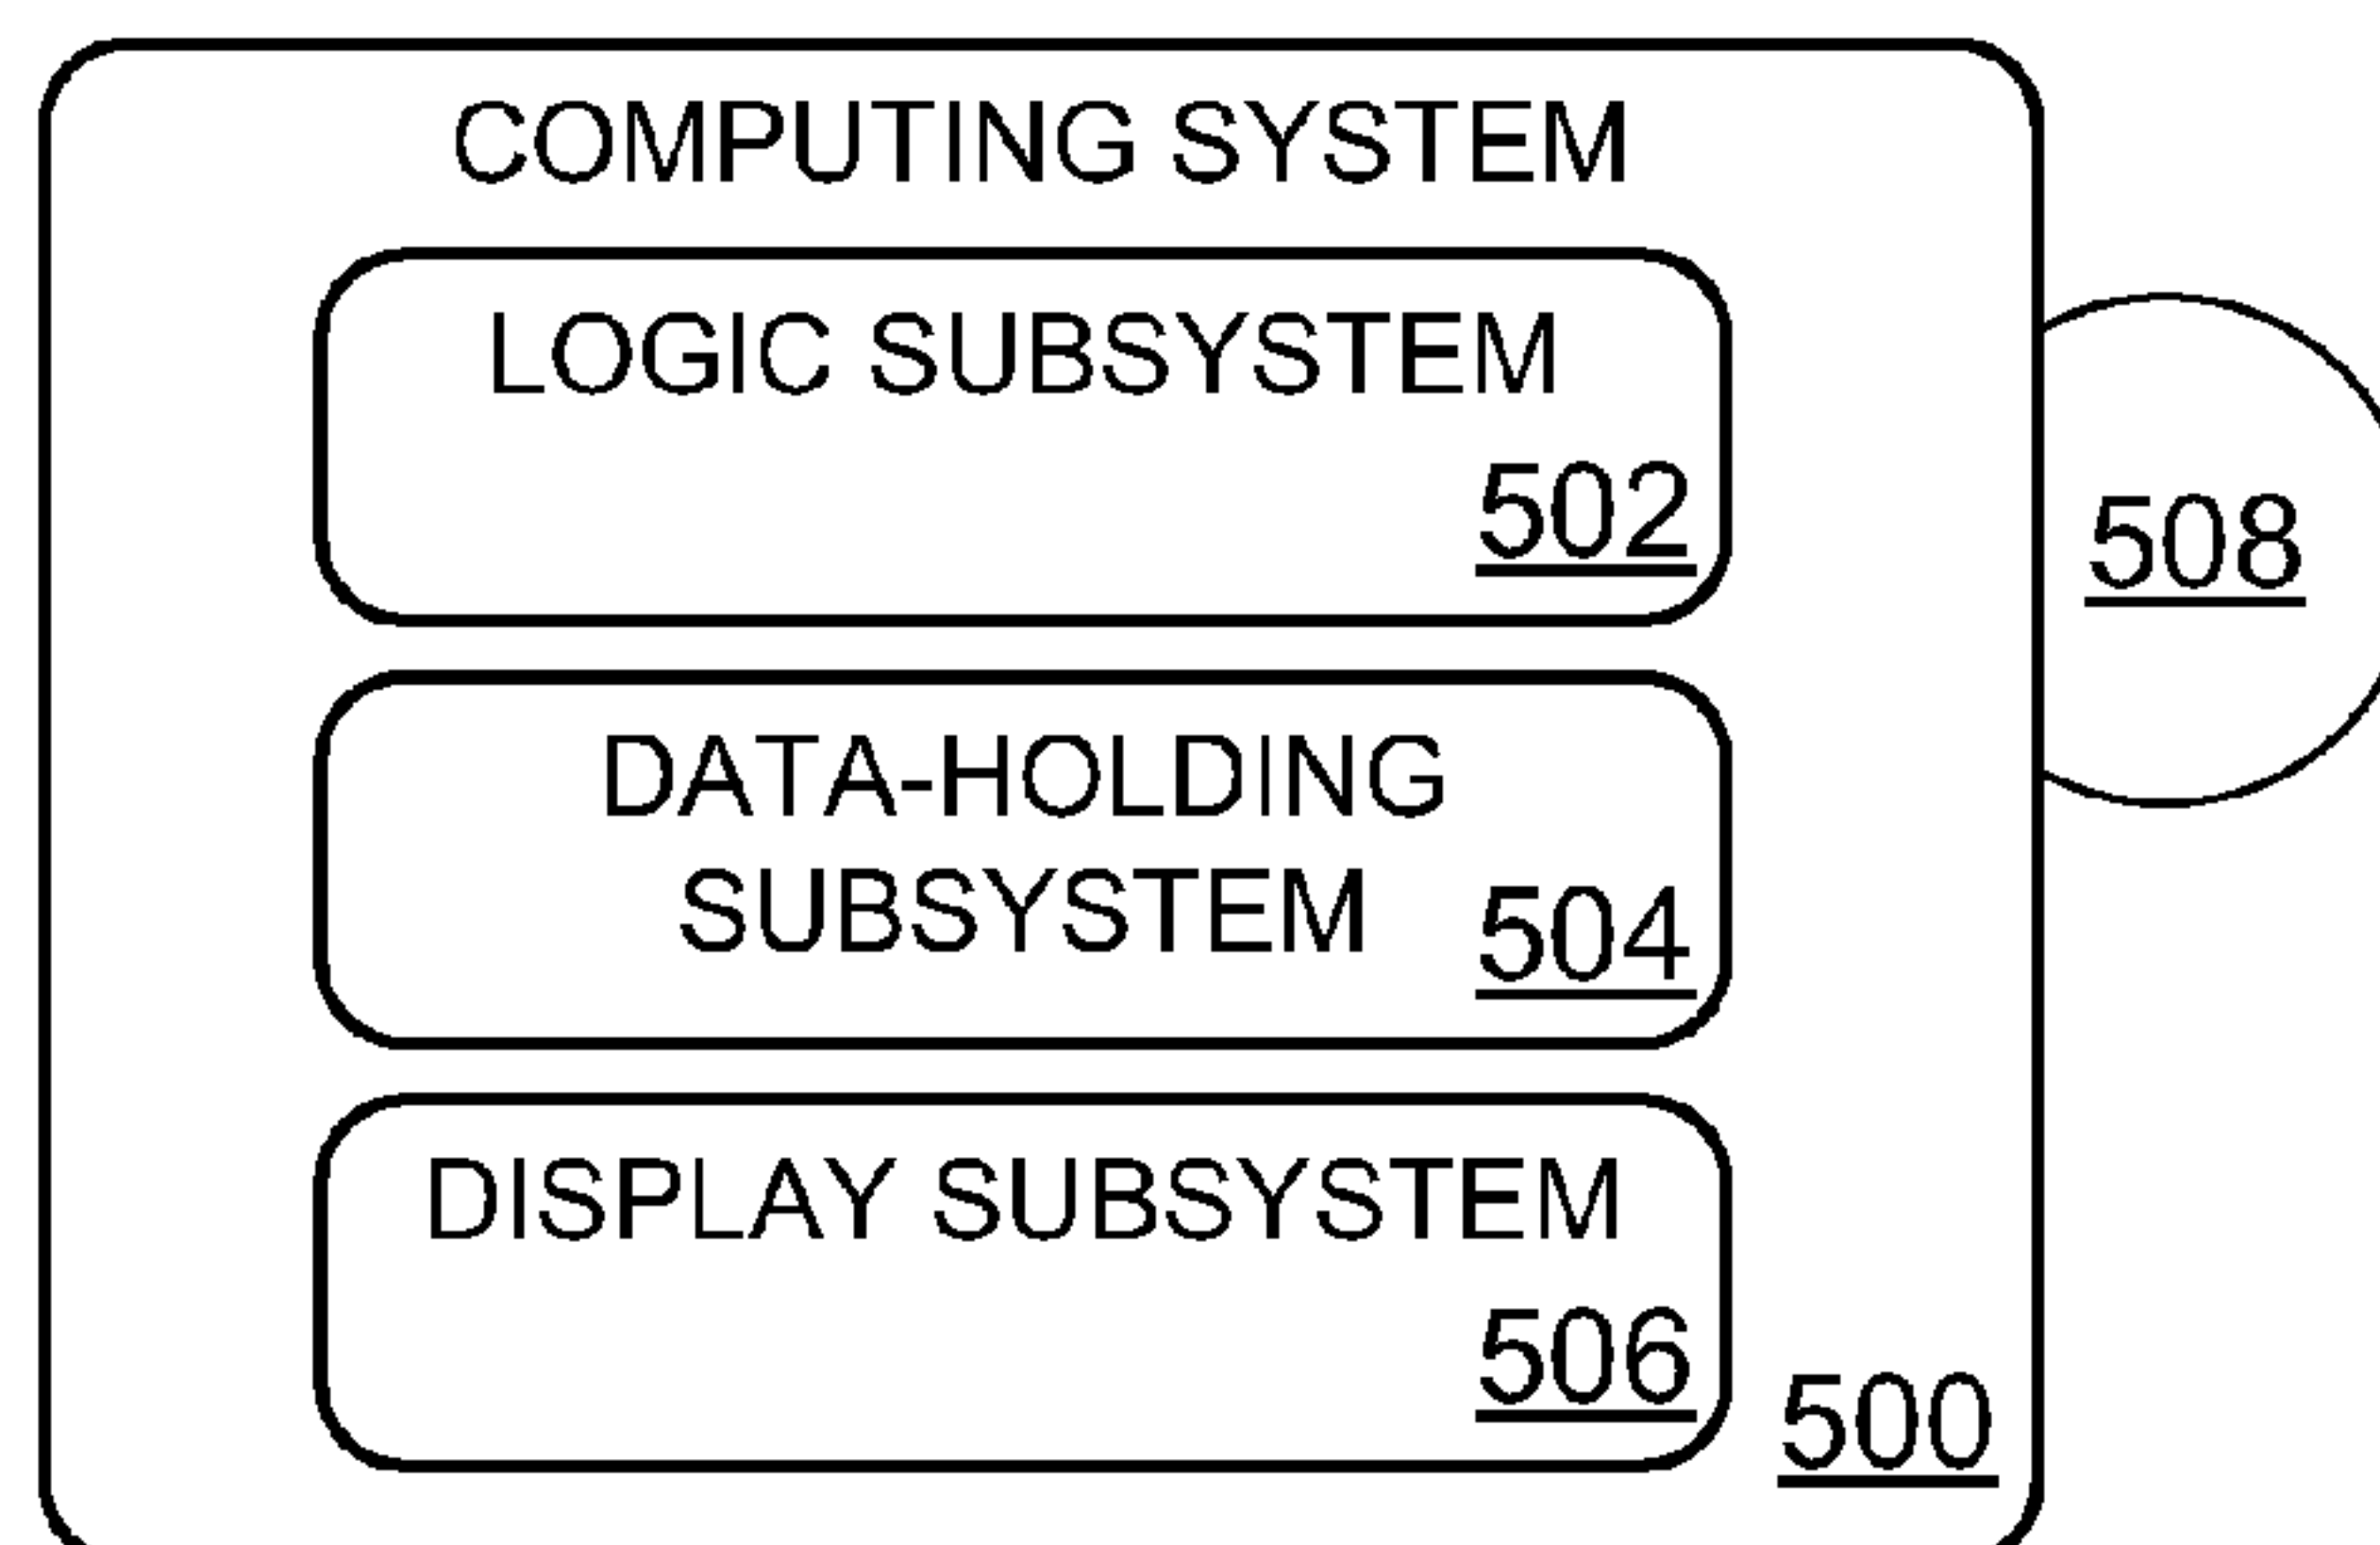 COMPUTING SYSTEM
LOGIC SUBSYSTEM
502
508
DATA-HOLDING
SUBSYSTEM 504
DISPLAY SUBSYSTEM
506
500